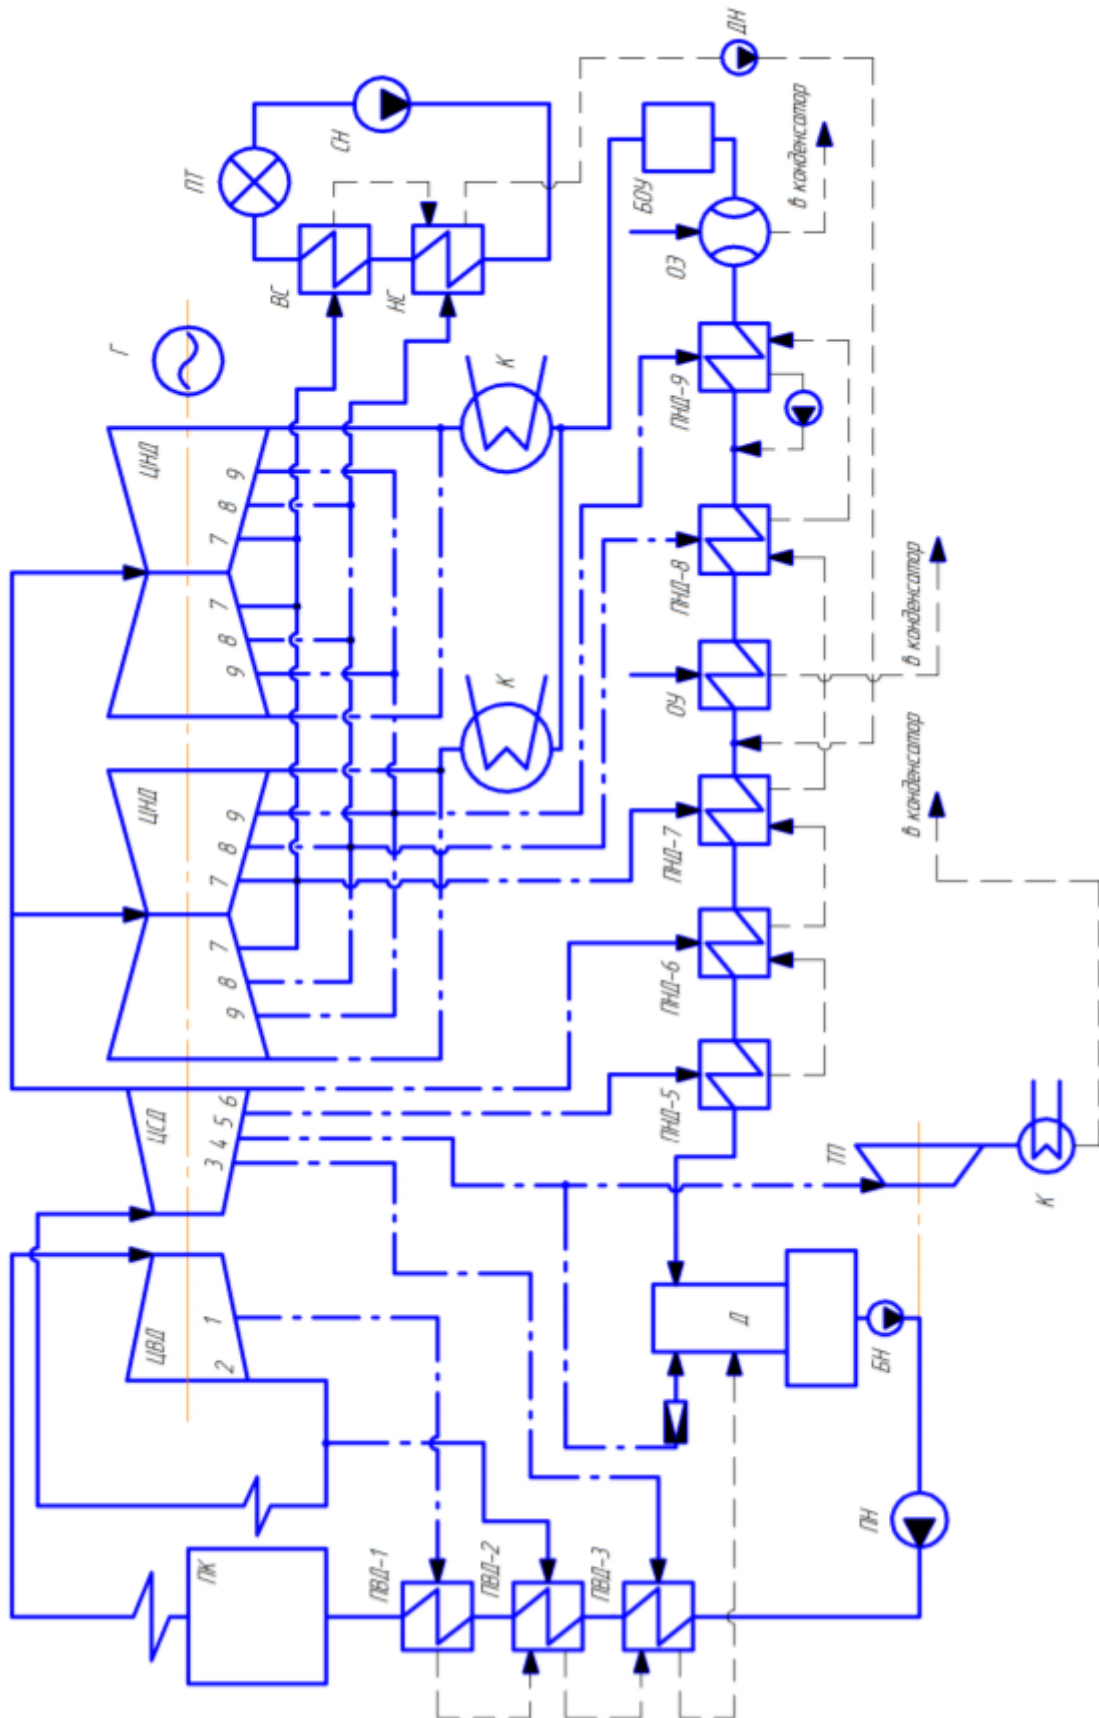 ПК
ЦВД
1
2
ЦСД
3
4
5
6
ЦНД
9
8
7
7
8
9
ЦНД
9
8
7
7
8
9
Г
ПТ
СН
ВС
НС
К
К
ДН
БОУ
ОЭ
в конденсатор
ПНД-9
ПНД-8
ОУ
в конденсатор
ПНД-7
в конденсатор
ПНД-6
ПНД-5
ТП
К
Д
БН
ПН
ПВД-1
ПВД-2
ПВД-3